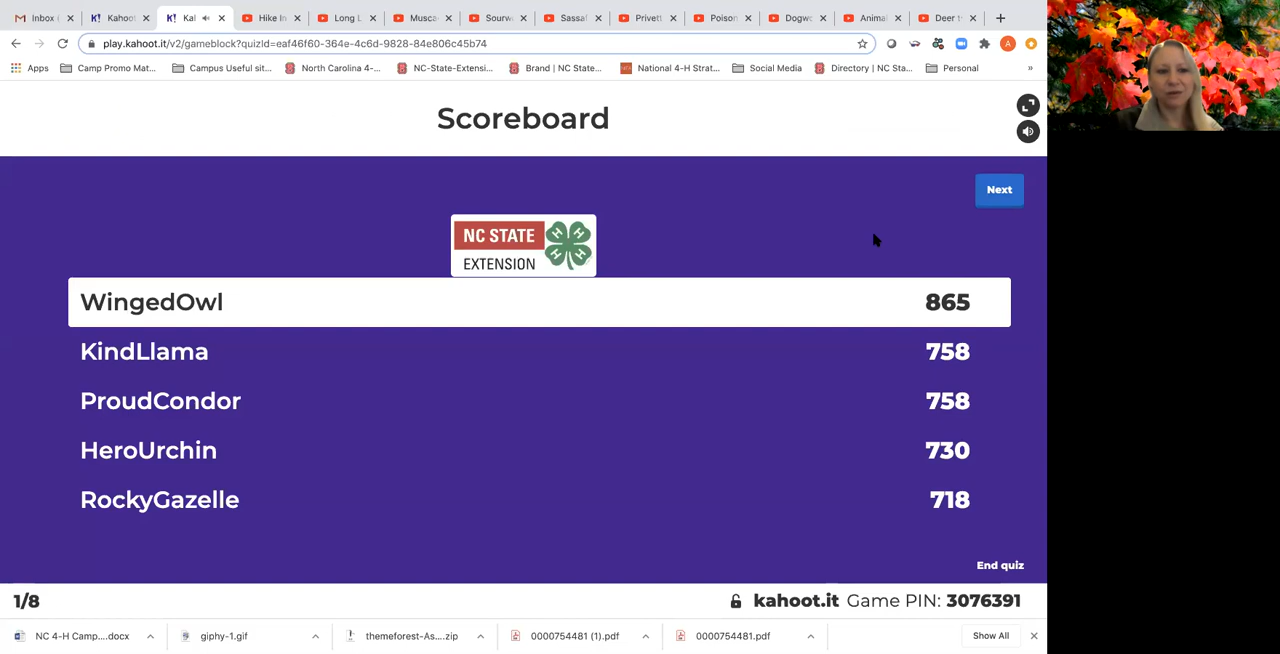 Inbox (
Kahoot
Kal
Hike In
Long L
Musca
Sourw
Sassaf
Privett
Poison
Dogwo
Animal
Deer t
play.kahoot.it/v2/gameblock?quizId=eaf46f60-364e-4c6d-9828-84e806c45b74
A
Apps
Camp Promo Mat...
Campus Useful sit...
North Carolina 4-...
NC-State-Extensi...
Brand | NC State...
National 4-H Strat...
Social Media
Directory | NC Sta...
Personal
»
Scoreboard
Next
NC STATE
EXTENSION
H H H H
WingedOwl 865
KindLlama 758
ProudCondor 758
HeroUrchin 730
RockyGazelle 718
End quiz
1/8
kahoot.it Game PIN: 3076391
NC 4-H Camp....docx
giphy-1.gif
themeforest-As....zip
0000754481 (1).pdf
0000754481.pdf
Show All